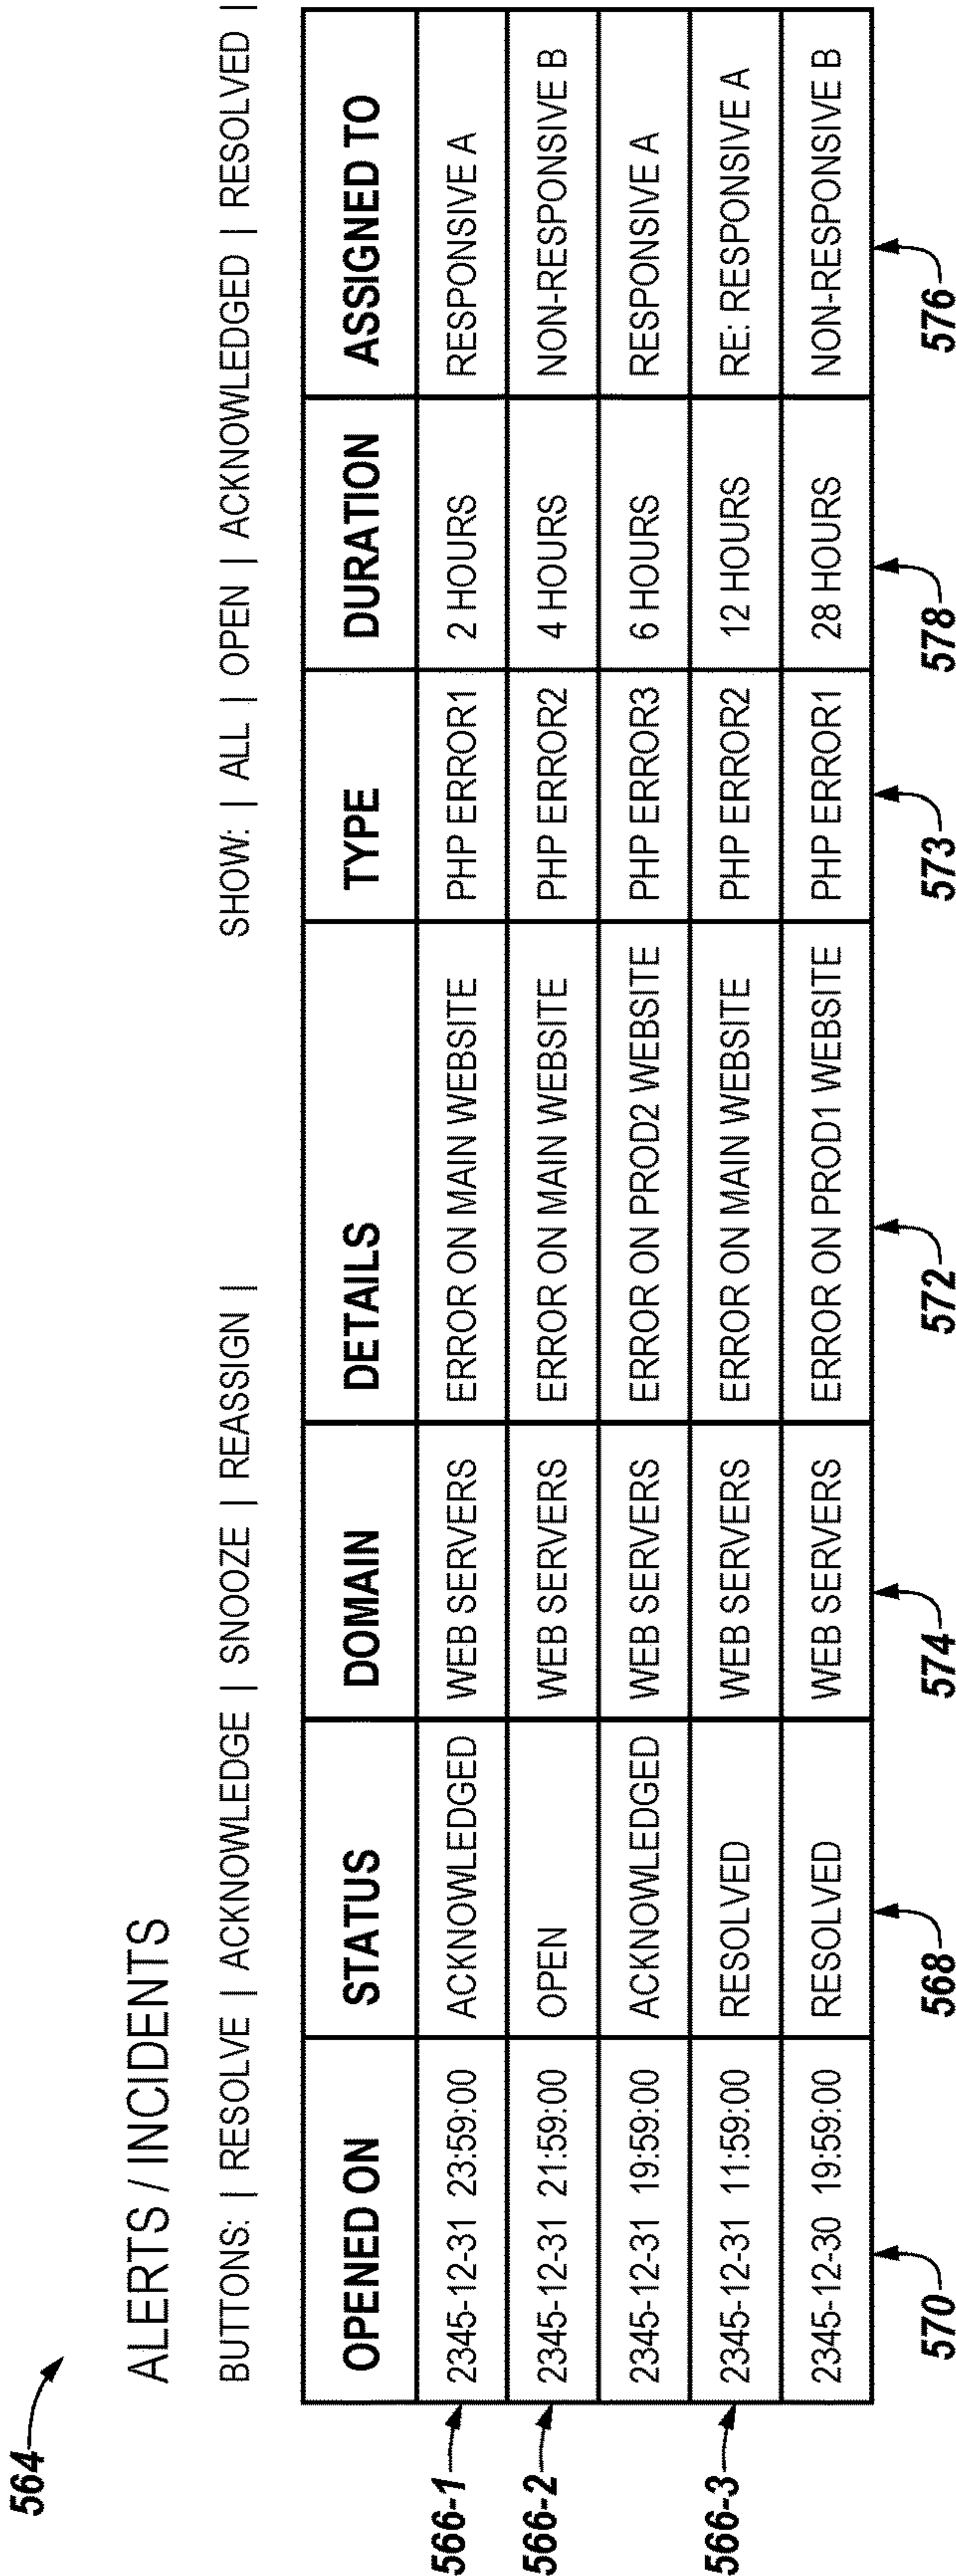 564
ALERTS / INCIDENTS
BUTTONS: | RESOLVE | ACKNOWLEDGE | SNOOZE | REASSIGN | SHOW: | ALL | OPEN | ACKNOWLEDGED | RESOLVED |
OPENED ON STATUS DOMAIN DETAILS TYPE DURATION ASSIGNED TO
566-1 2345-12-31 23:59:00 ACKNOWLEDGED WEB SERVERS ERROR ON MAIN WEBSITE PHP ERROR1 2 HOURS RESPONSIVE A
566-2 2345-12-31 21:59:00 OPEN WEB SERVERS ERROR ON MAIN WEBSITE PHP ERROR2 4 HOURS NON-RESPONSIVE B
2345-12-31 19:59:00 ACKNOWLEDGED WEB SERVERS ERROR ON PROD2 WEBSITE PHP ERROR3 6 HOURS RESPONSIVE A
566-3 2345-12-31 11:59:00 RESOLVED WEB SERVERS ERROR ON MAIN WEBSITE PHP ERROR2 12 HOURS RE: RESPONSIVE A
2345-12-30 19:59:00 RESOLVED WEB SERVERS ERROR ON PROD1 WEBSITE PHP ERROR1 28 HOURS NON-RESPONSIVE B
570 568 574 572 573 578 576